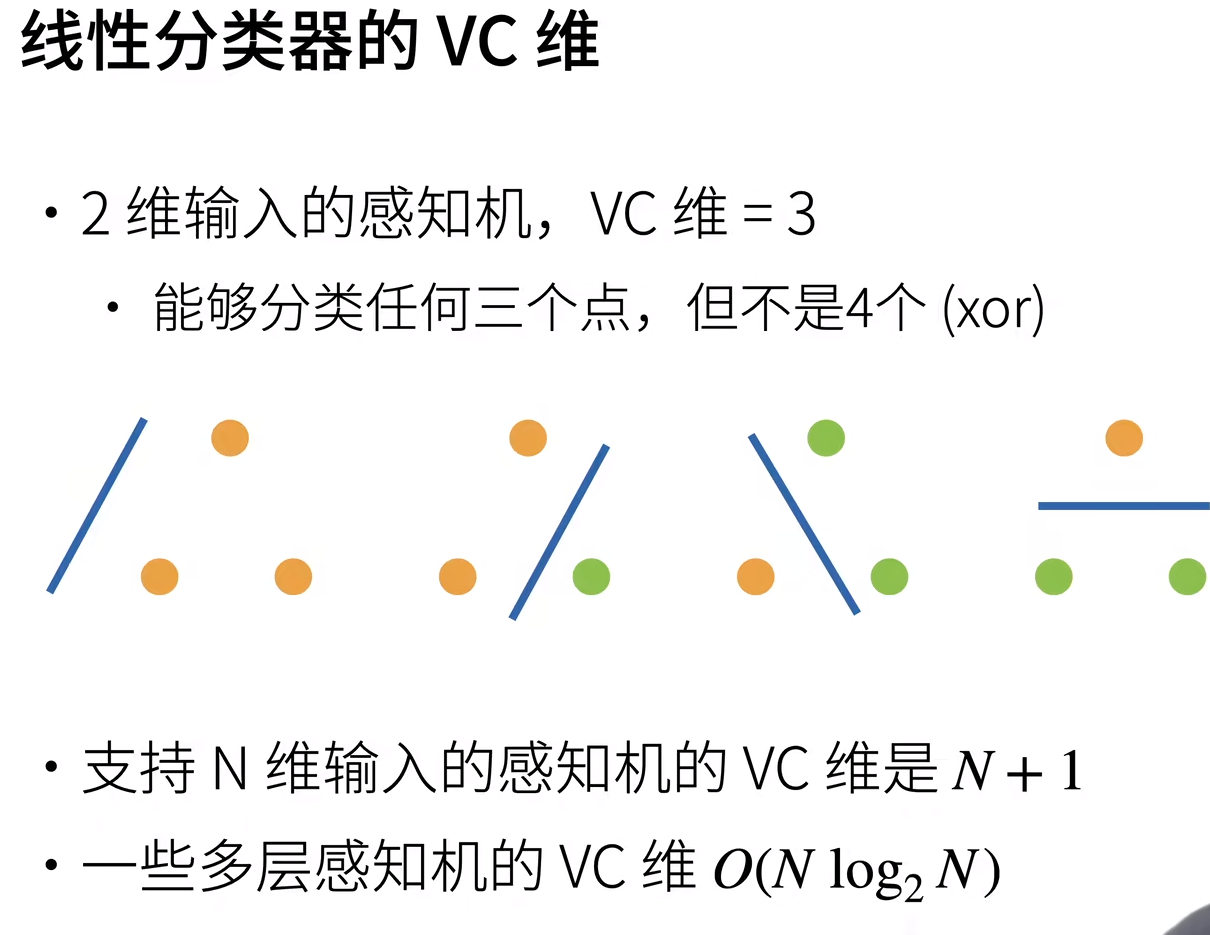 线性分类器的 VC 维
• 2 维输入的感知机，VC 维 = 3
• 能够分类任何三个点，但不是4个 (xor)
• 支持 N 维输入的感知机的 VC 维是 N + 1
• 一些多层感知机的 VC 维 O(N log₂ N)